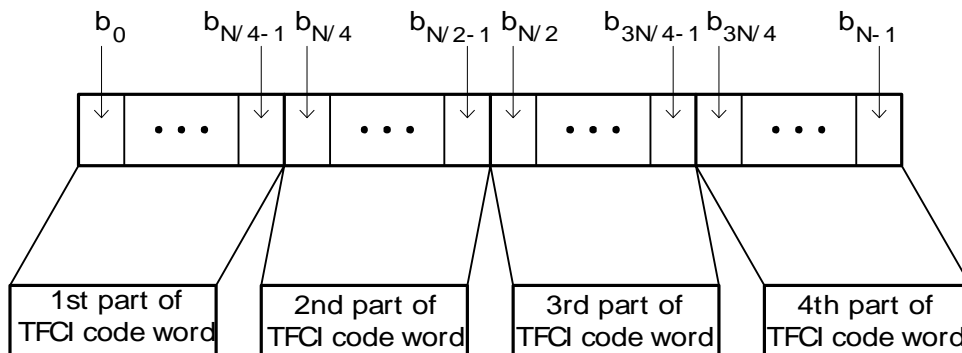 b0 bN/4-1 bN/4 bN/2-1 bN/2 b3N/4-1 b3N/4 bN-1
1st part of
TFCI code word
2nd part of
TFCI code word
3rd part of
TFCI code word
4th part of
TFCI code word